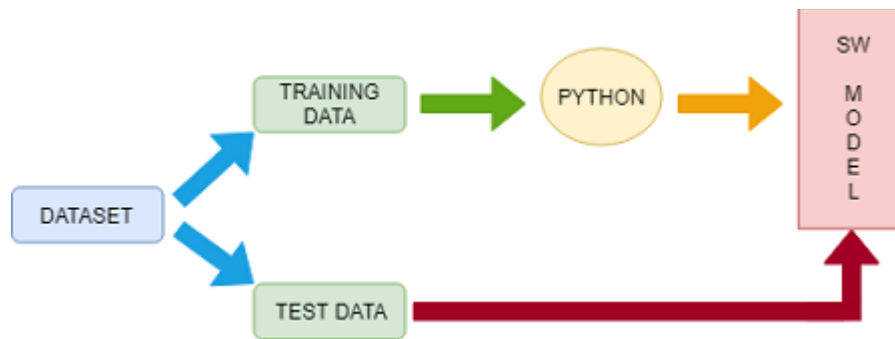 DATASET
TRAINING
DATA
TEST DATA
PYTHON
SW
M
O
D
E
L